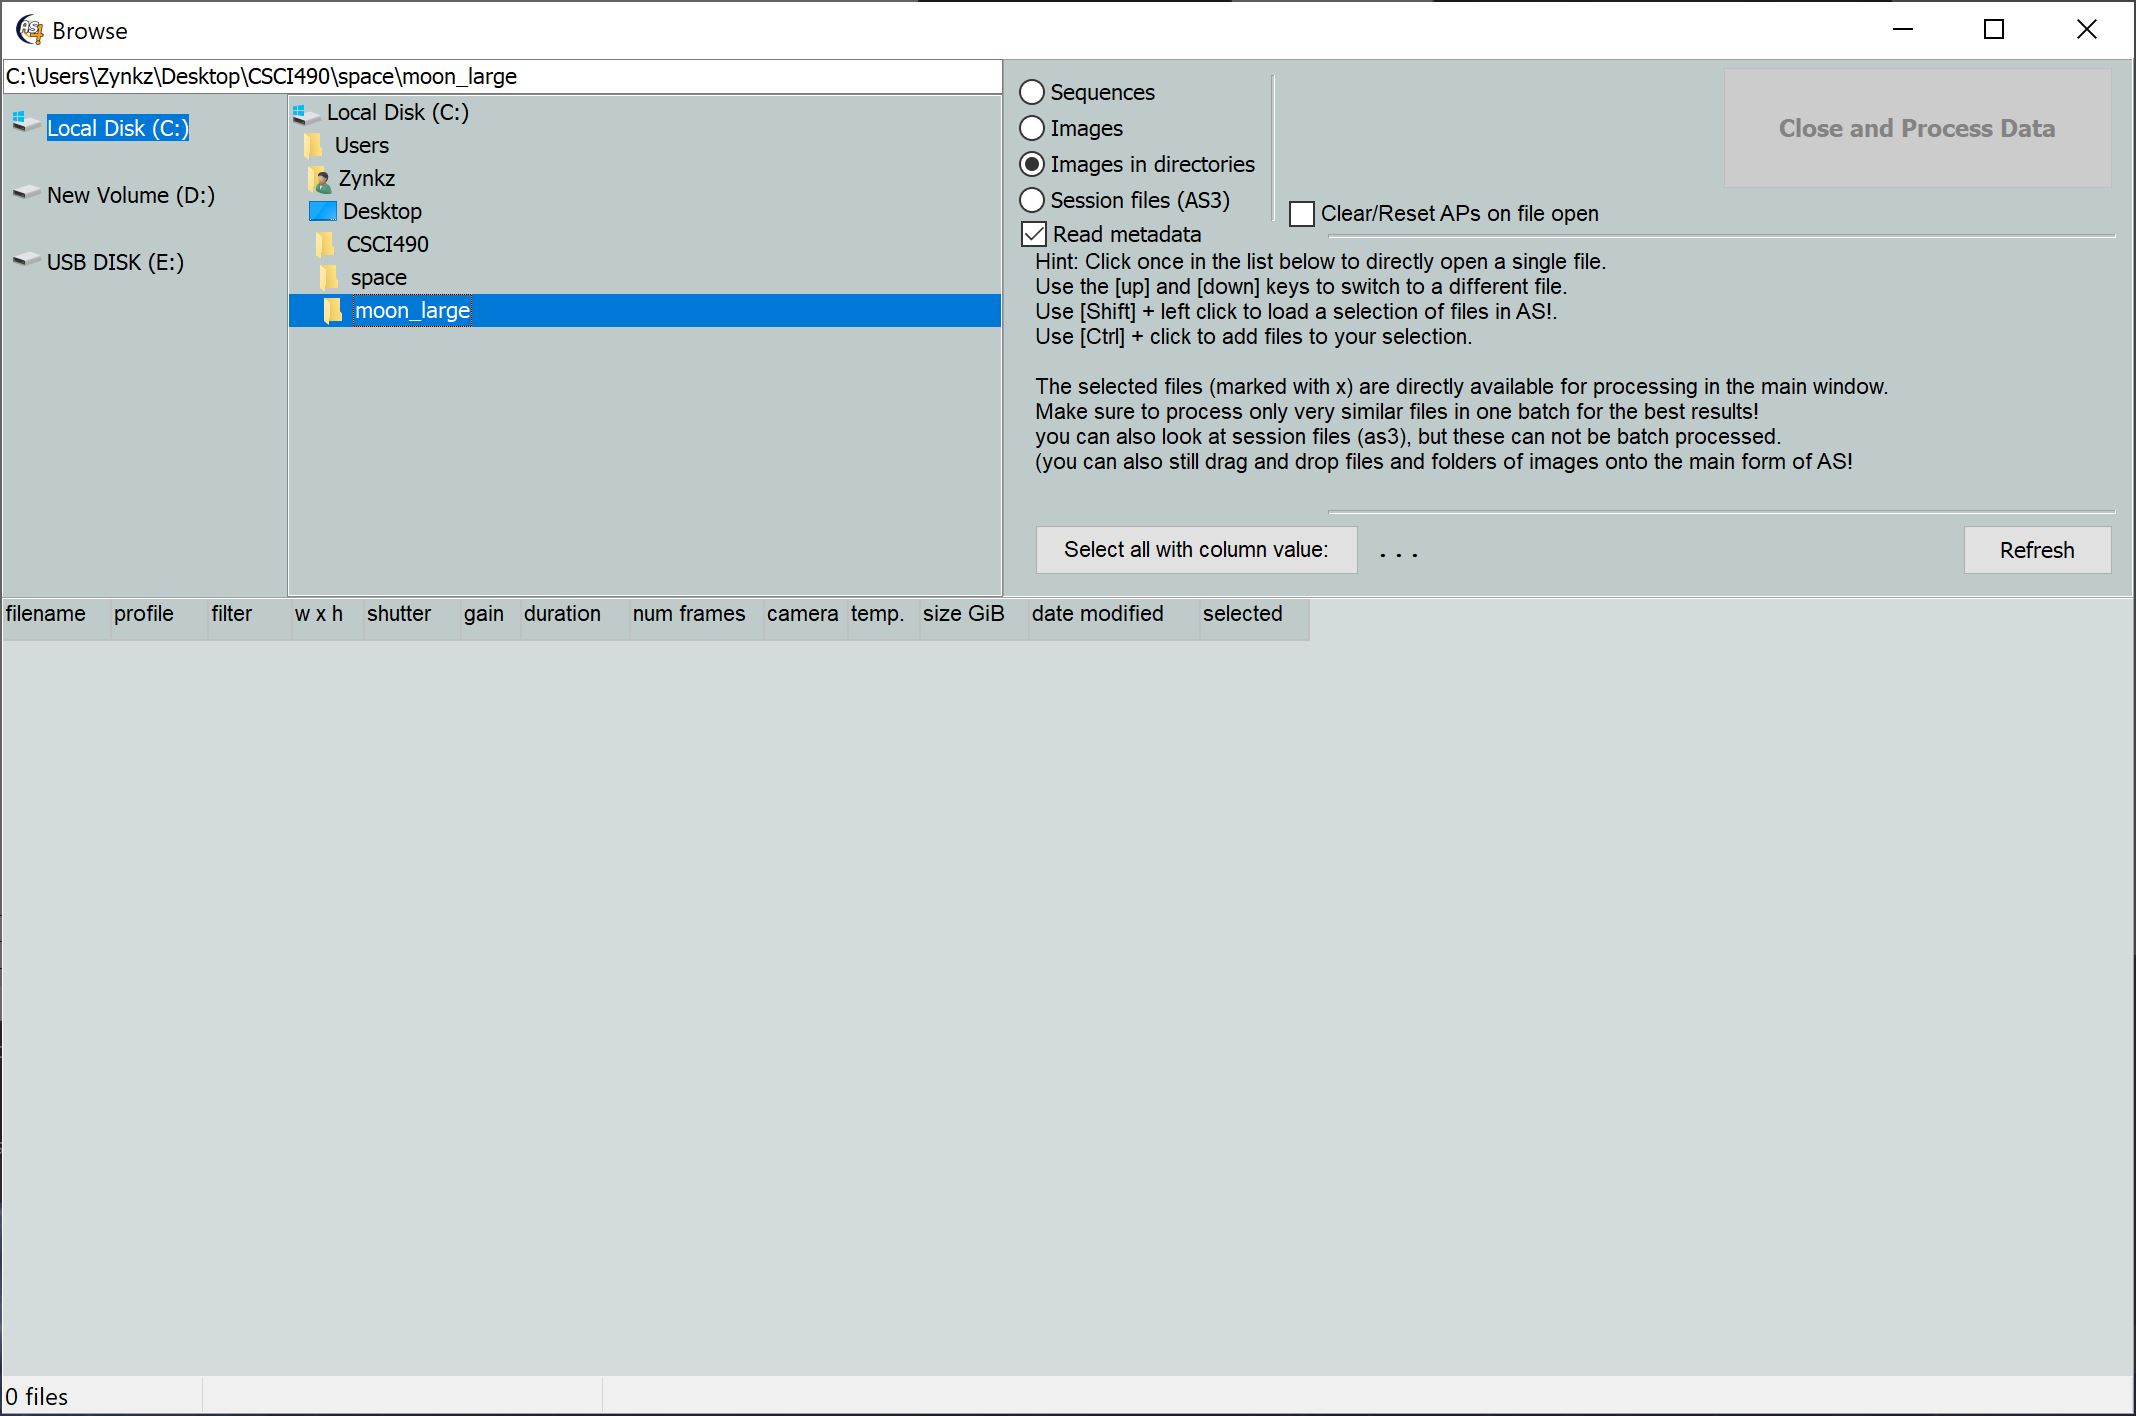 Browse
C:\Users\Zynkz\Desktop\CSCI490\space\moon_large
Local Disk (C:)
New Volume (D:)
USB DISK (E:)
Local Disk (C:)
Users
Zynkz
Desktop
CSCI490
space
moon_large
Sequences
Images
Images in directories
Session files (AS3)
Read metadata
Close and Process Data
Clear/Reset APs on file open
Hint: Click once in the list below to directly open a single file.
Use the [up] and [down] keys to switch to a different file.
Use [Shift] + left click to load a selection of files in AS!.
Use [Ctrl] + click to add files to your selection.
The selected files (marked with x) are directly available for processing in the main window.
Make sure to process only very similar files in one batch for the best results!
you can also look at session files (as3), but these can not be batch processed.
(you can also still drag and drop files and folders of images onto the main form of AS!
Select all with column value: . . . Refresh
filename profile filter w x h shutter gain duration num frames camera temp. size GiB date modified selected
0 files